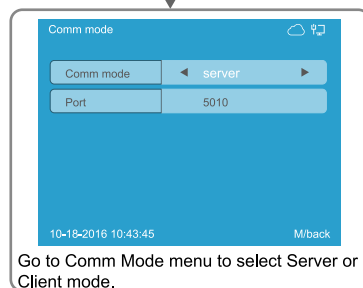 Comm mode
Comm mode ◀ server ▶
Port 5010
10-18-2016 10:43:45 M/back
Go to Comm Mode menu to select Server or
Client mode.